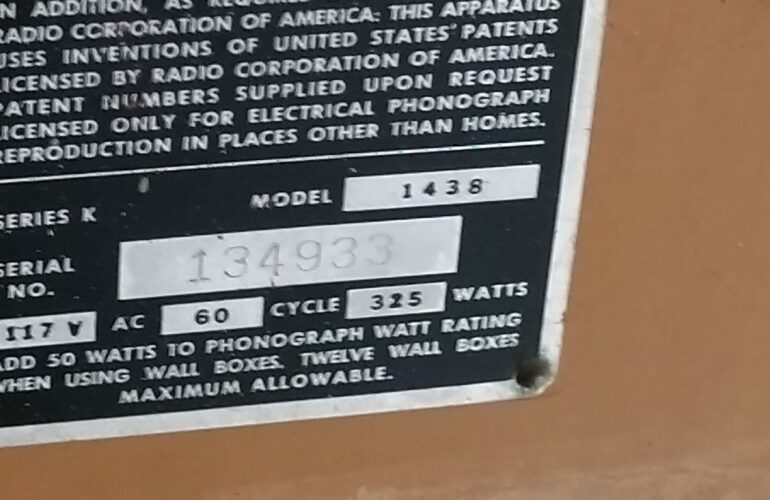 IN ADDITION, AS
RADIO CORPORATION OF AMERICA: THIS APPARATUS
USES INVENTIONS OF UNITED STATES PATENTS
LICENSED BY RADIO CORPORATION OF AMERICA.
PATENT NUMBERS SUPPLIED UPON REQUEST
LICENSED ONLY FOR ELECTRICAL PHONOGRAPH
REPRODUCTION IN PLACES OTHER THAN HOMES.
SERIES K MODEL 1438
SERIAL NO. 134933
117 V AC 60 CYCLE 325 WATTS
ADD 50 WATTS TO PHONOGRAPH WATT RATING
WHEN USING WALL BOXES. TWELVE WALL BOXES
MAXIMUM ALLOWABLE.